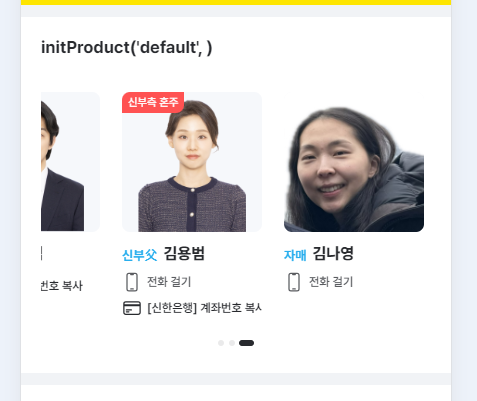 initProduct('default', )
신부측 혼주
신부父 김용범
자매 김나영
전화 걸기
전화 걸기
번호 복사
[신한은행] 계좌번호 복사